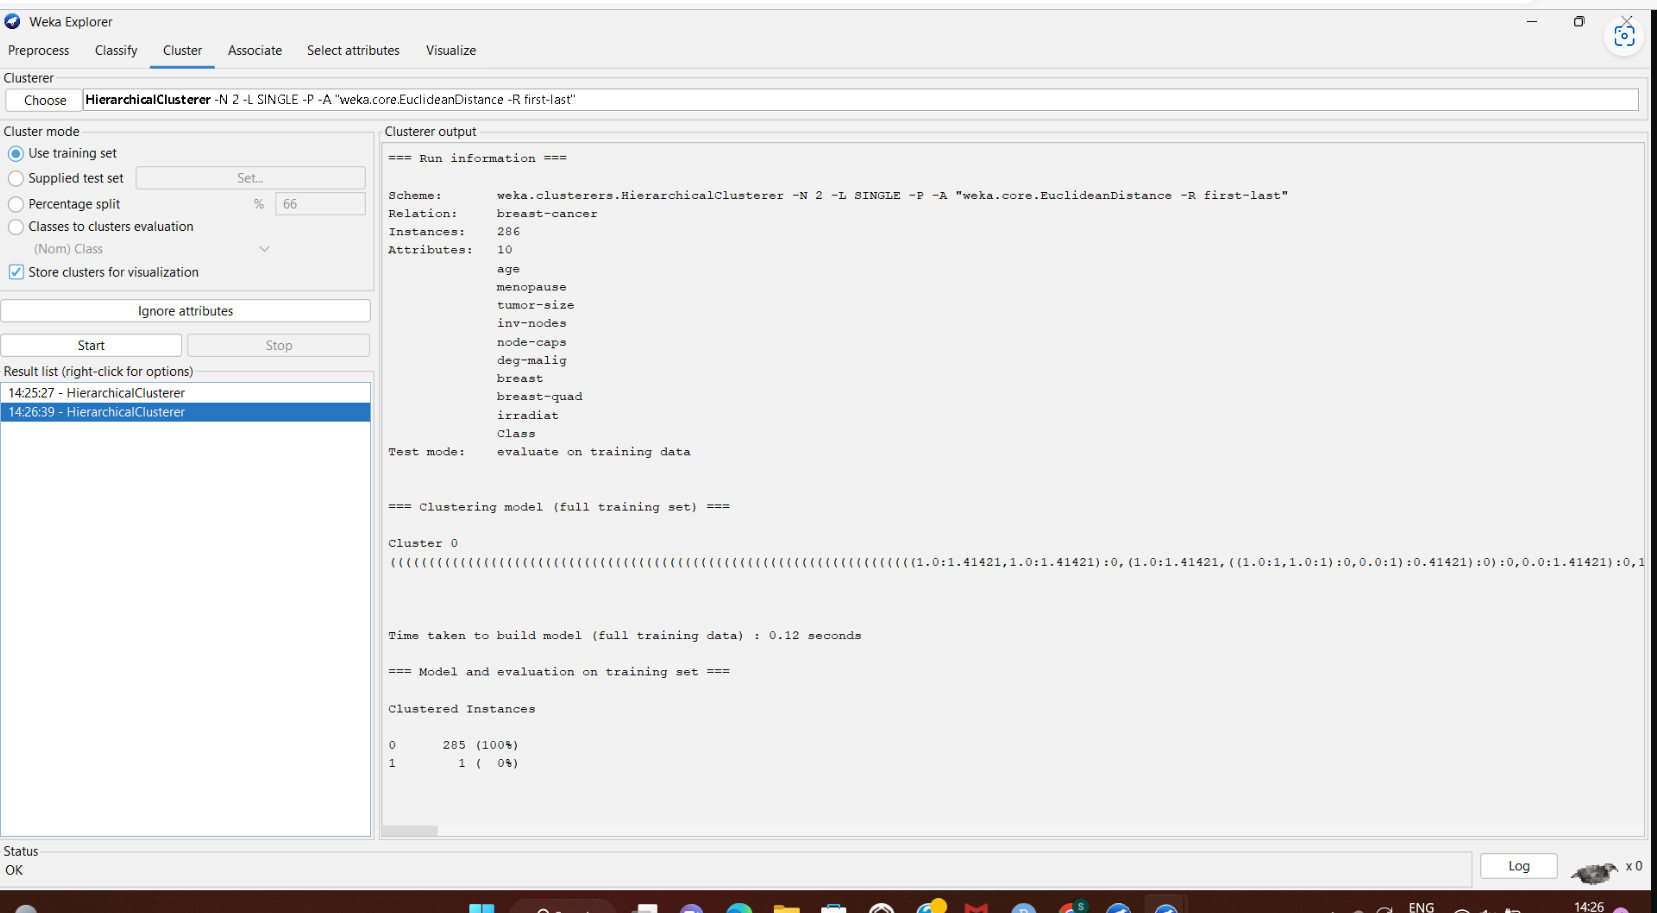 Weka Explorer
Preprocess Classify Cluster Associate Select attributes Visualize
Clusterer
Choose HierarchicalClusterer -N 2 -L SINGLE -P -A "weka.core.EuclideanDistance -R first-last"
Cluster mode
Use training set
Supplied test set Set...
Percentage split % 66
Classes to clusters evaluation
(Nom) Class
Store clusters for visualization
Ignore attributes
Start Stop
Result list (right-click for options)
14:25:27 - HierarchicalClusterer
14:26:39 - HierarchicalClusterer
Clusterer output
=== Run information ===
Scheme: weka.clusterers.HierarchicalClusterer -N 2 -L SINGLE -P -A "weka.core.EuclideanDistance -R first-last"
Relation: breast-cancer
Instances: 286
Attributes: 10
age
menopause
tumor-size
inv-nodes
node-caps
deg-malig
breast
breast-quad
irradiat
Class
Test mode: evaluate on training data
=== Clustering model (full training set) ===
Cluster 0
((((((((((((((((((((((((((((((((((((((((((((((((((((((((((((((((((((1.0:1.41421,1.0:1.41421):0,(1.0:1.41421,((1.0:1,1.0:1):0,0.0:1):0.41421):0):0,0.0:1.41421):0,1
Time taken to build model (full training data) : 0.12 seconds
=== Model and evaluation on training set ===
Clustered Instances
0 285 (100%)
1 1 ( 0%)
Status
OK
Log x 0
ENG 14:26